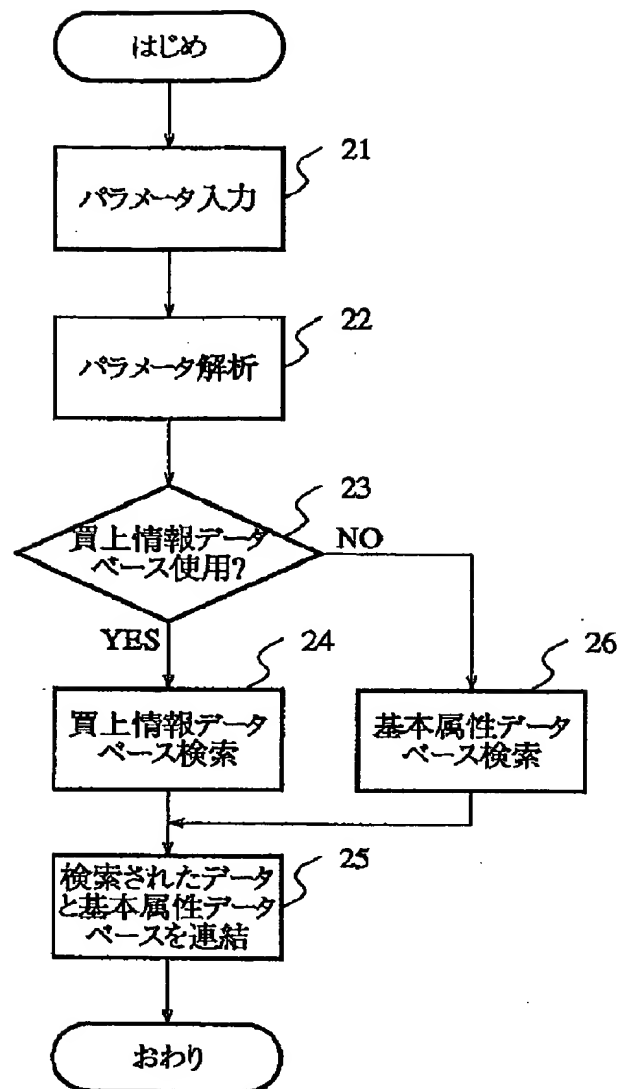 はじめ
21
パラメータ入力
22
パラメータ解析
23
買上情報データ
ベース使用?
NO
YES
24
買上情報データ
ベース検索
26
基本属性データ
ベース検索
25
検索されたデータ
と基本属性データ
ベースを連結
おわり